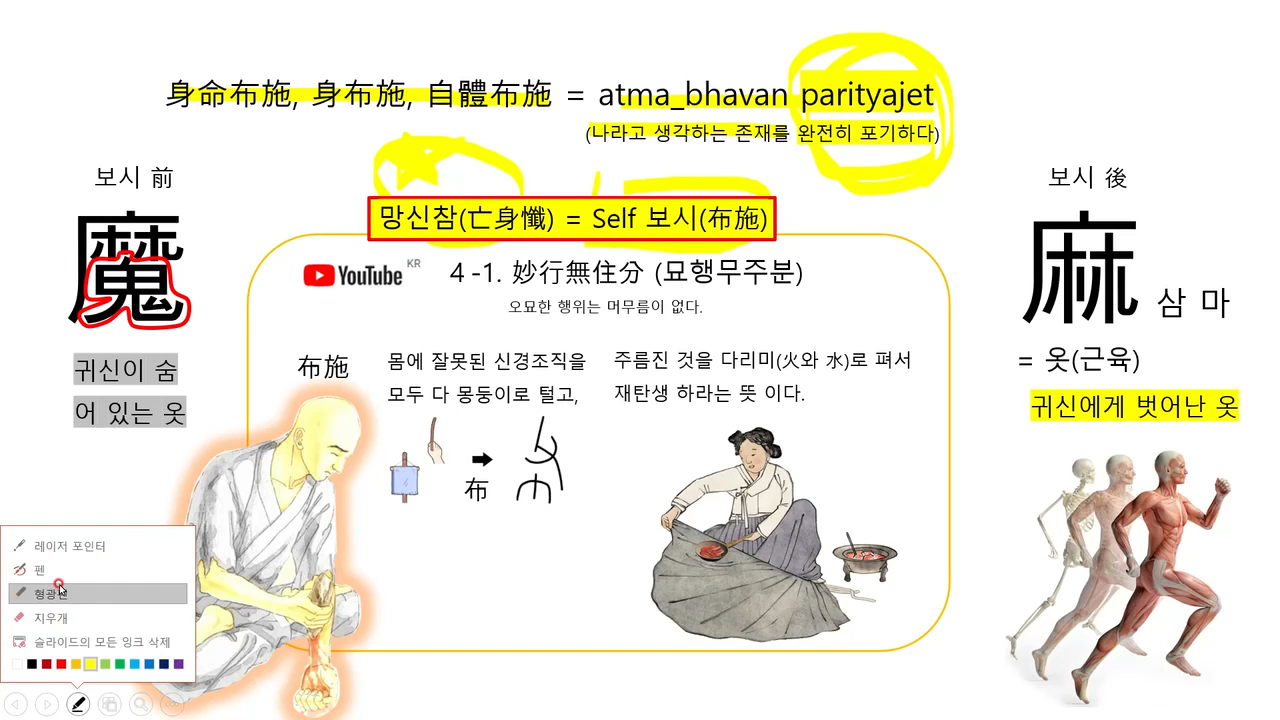 身命布施, 身布施, 自體布施 = atma_bhavan parityajet
(나라고 생각하는 존재를 완전히 포기하다)
보시 前
魔
귀신이 숨
어 있는 옷
망신참(亡身懺) = Self 보시(布施)
YouTube KR
4 -1. 妙行無住分 (묘행무주분)
오묘한 행위는 머무름이 없다.
布施
몸에 잘못된 신경조직을
모두 다 몽둥이로 털고,
주름진 것을 다리미(火와 水)로 펴서
재탄생 하라는 뜻 이다.
布
보시 後
麻 삼 마
= 옷(근육)
귀신에게 벗어난 옷
레이저 포인터
펜
형광펜
지우개
슬라이드의 모든 잉크 삭제